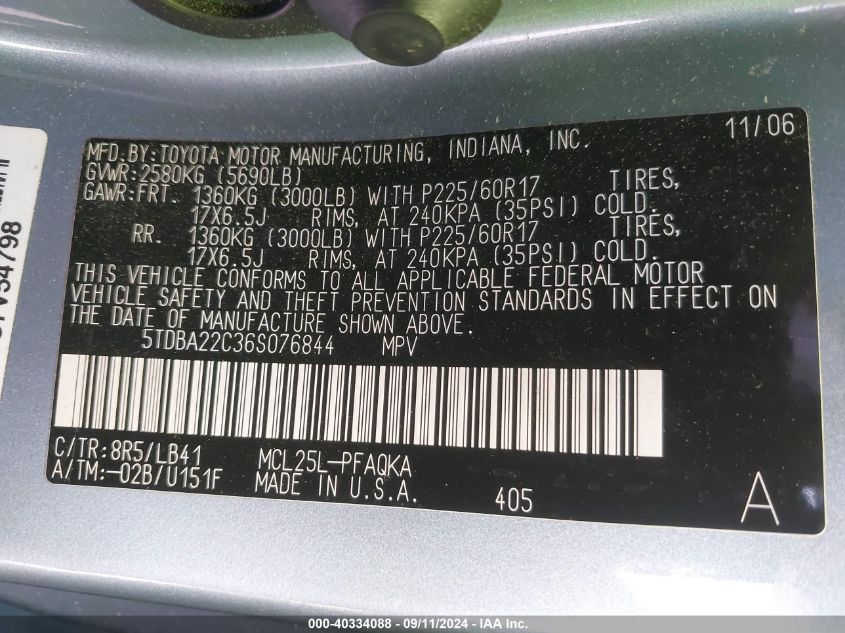 MFD.BY:TOYOTA MOTOR MANUFACTURING, INDIANA, INC. 11/06
GVWR:2580KG (5690LB)
GAWR:FRT. 1360KG (3000LB) WITH P225/60R17 TIRES,
17X6.5J RIMS, AT 240KPA (35PSI) COLD.
RR. 1360KG (3000LB) WITH P225/60R17 TIRES,
17X6.5J RIMS, AT 240KPA (35PSI) COLD.
THIS VEHICLE CONFORMS TO ALL APPLICABLE FEDERAL MOTOR
VEHICLE SAFETY AND THEFT PREVENTION STANDARDS IN EFFECT ON
THE DATE OF MANUFACTURE SHOWN ABOVE.
5TDBA22C36S076844 MPV
C/TR:8R5/LB41 MCL25L-PFAQKA
A/TM:-02B/U151F MADE IN U.S.A. 405 A
000-40334088 - 09/11/2024 - IAA Inc.